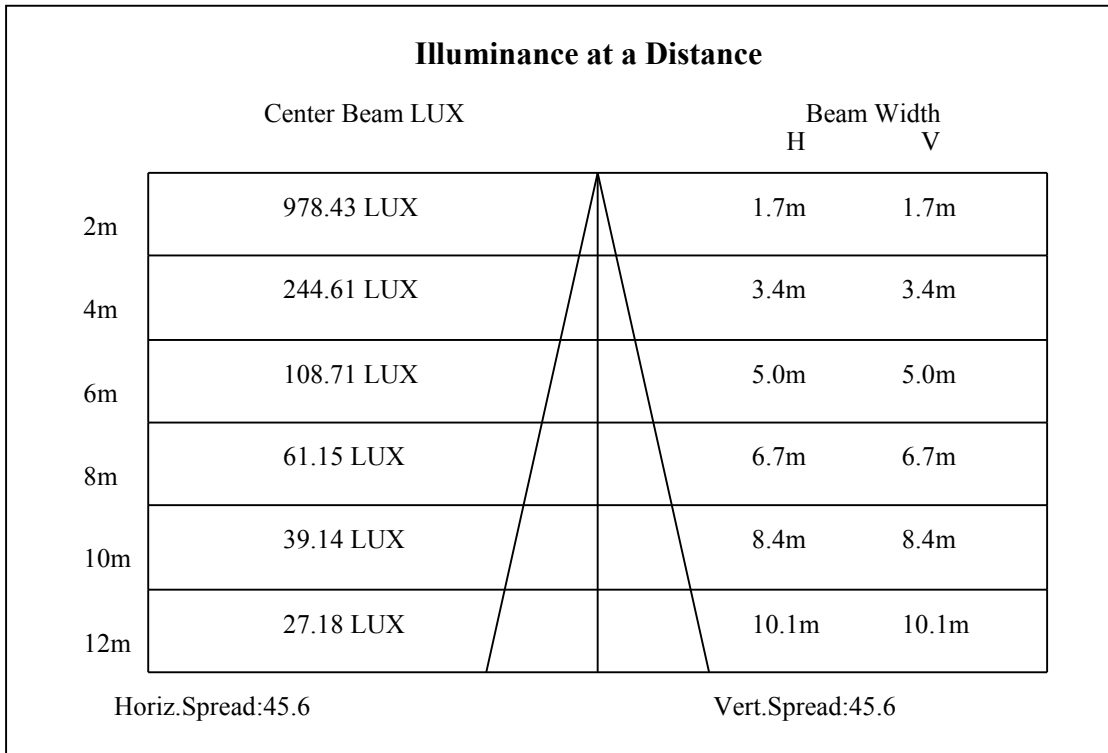 Illuminance at a Distance
Center Beam LUX Beam Width
H V
2m 978.43 LUX 1.7m 1.7m
4m 244.61 LUX 3.4m 3.4m
6m 108.71 LUX 5.0m 5.0m
8m 61.15 LUX 6.7m 6.7m
10m 39.14 LUX 8.4m 8.4m
12m 27.18 LUX 10.1m 10.1m
Horiz.Spread:45.6 Vert.Spread:45.6